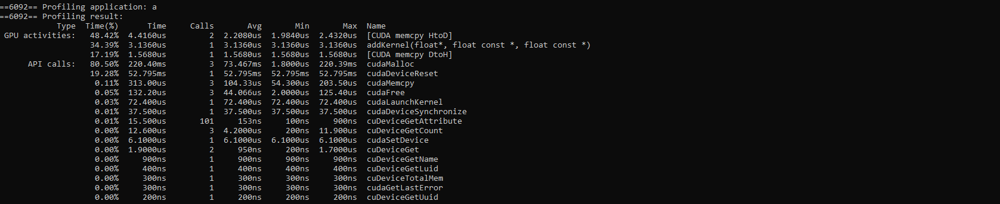 ==6092== Profiling application: a
==6092== Profiling result:
            Type  Time(%)      Time     Calls       Avg       Min       Max  Name
 GPU activities:   48.42%  4.4160us         2  2.2080us  1.9840us  2.4320us  [CUDA memcpy HtoD]
                   34.39%  3.1360us         1  3.1360us  3.1360us  3.1360us  addKernel(float*, float const *, float const *)
                   17.19%  1.5680us         1  1.5680us  1.5680us  1.5680us  [CUDA memcpy DtoH]
      API calls:   80.50%  220.40ms         3  73.467ms  1.8000us  220.39ms  cudaMalloc
                   19.28%  52.795ms         1  52.795ms  52.795ms  52.795ms  cudaDeviceReset
                    0.11%  313.00us         3  104.33us  54.300us  203.50us  cudaMemcpy
                    0.05%  132.20us         3  44.066us  2.0000us  125.40us  cudaFree
                    0.03%  72.400us         1  72.400us  72.400us  72.400us  cudaLaunchKernel
                    0.01%  37.500us         1  37.500us  37.500us  37.500us  cudaDeviceSynchronize
                    0.01%  15.500us       101     153ns     100ns     900ns  cuDeviceGetAttribute
                    0.00%  12.600us         3  4.2000us     200ns  11.900us  cuDeviceGetCount
                    0.00%  6.1000us         1  6.1000us  6.1000us  6.1000us  cudaSetDevice
                    0.00%  1.9000us         2     950ns     200ns  1.7000us  cuDeviceGet
                    0.00%     900ns         1     900ns     900ns     900ns  cuDeviceGetName
                    0.00%     400ns         1     400ns     400ns     400ns  cuDeviceGetLuid
                    0.00%     300ns         1     300ns     300ns     300ns  cuDeviceTotalMem
                    0.00%     300ns         1     300ns     300ns     300ns  cudaGetLastError
                    0.00%     200ns         1     200ns     200ns     200ns  cuDeviceGetUuid